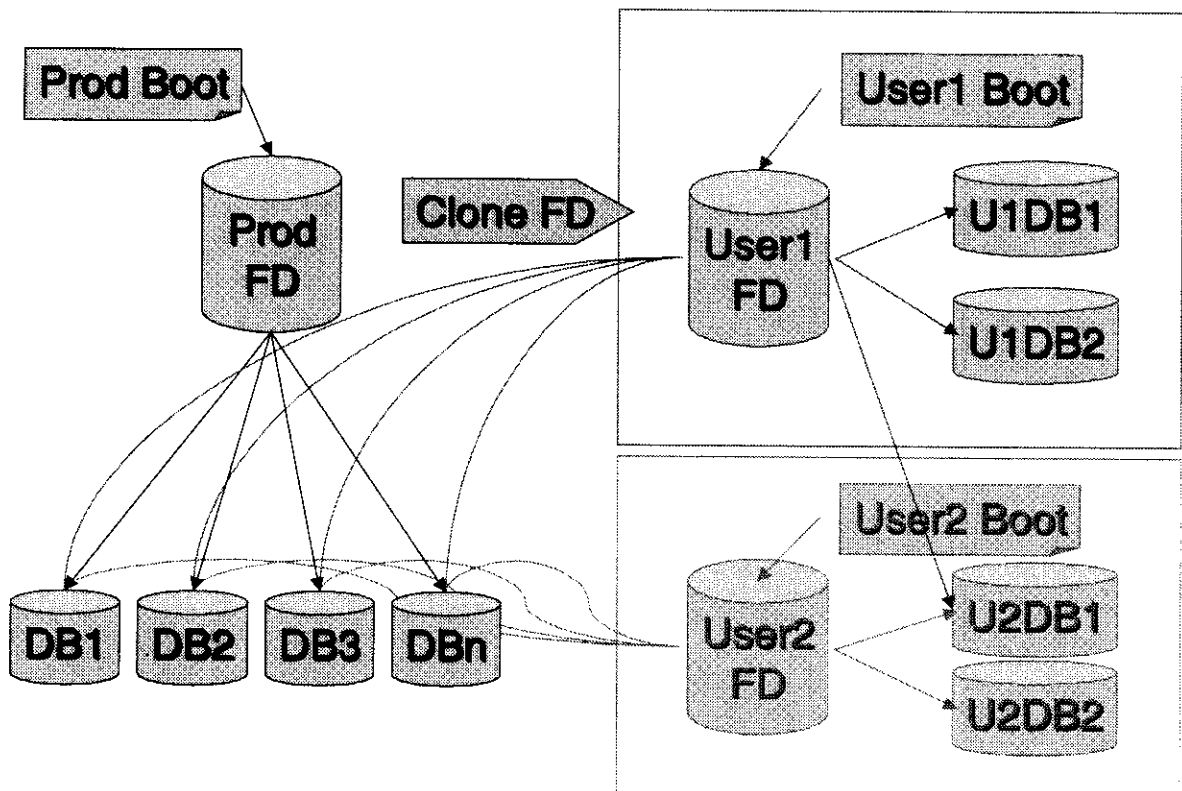 Prod Boot
User1 Boot
Prod
FD
Clone FD
User1
FD
U1DB1
U1DB2
User2 Boot
DB1
DB2
DB3
DBn
User2
FD
U2DB1
U2DB2